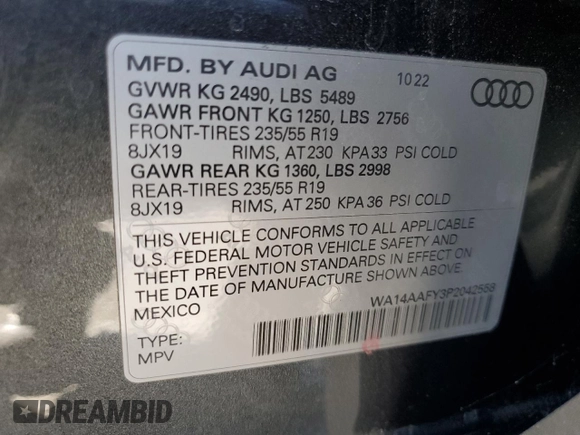 MFD. BY AUDI AG 10 22
GVWR KG 2490, LBS 5489
GAWR FRONT KG 1250, LBS 2756
FRONT-TIRES 235/55 R19
8JX19 RIMS, AT 230 KPA 33 PSI COLD
GAWR REAR KG 1360, LBS 2998
REAR-TIRES 235/55 R19
8JX19 RIMS, AT 250 KPA 36 PSI COLD
THIS VEHICLE CONFORMS TO ALL APPLICABLE
U.S. FEDERAL MOTOR VEHICLE SAFETY AND
THEFT PREVENTION STANDARDS IN EFFECT ON
THE DATE OF MANUFACTURE SHOWN ABOVE.
MEXICO
WA14AAFY3P2042568
TYPE:
MPV
DREAMBID